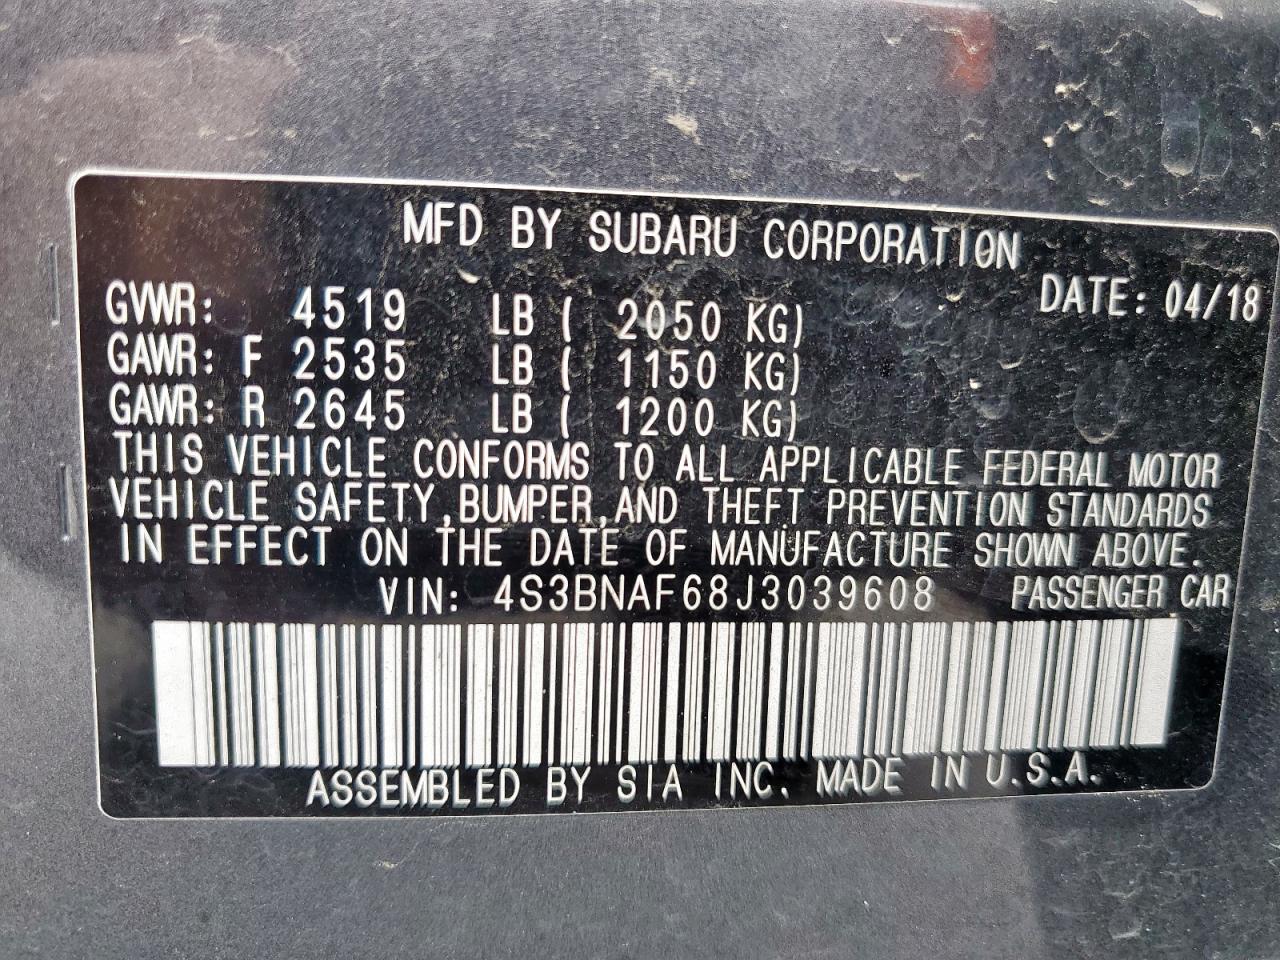 MFD BY SUBARU CORPORATION
DATE: 04/18
GVWR: 4519 LB ( 2050 KG)
GAWR: F 2535 LB ( 1150 KG)
GAWR: R 2645 LB ( 1200 KG)
THIS VEHICLE CONFORMS TO ALL APPLICABLE FEDERAL MOTOR
VEHICLE SAFETY,BUMPER,AND THEFT PREVENTION STANDARDS
IN EFFECT ON THE DATE OF MANUFACTURE SHOWN ABOVE.
VIN: 4S3BNAF68J3039608 PASSENGER CAR
ASSEMBLED BY SIA INC. MADE IN U.S.A.